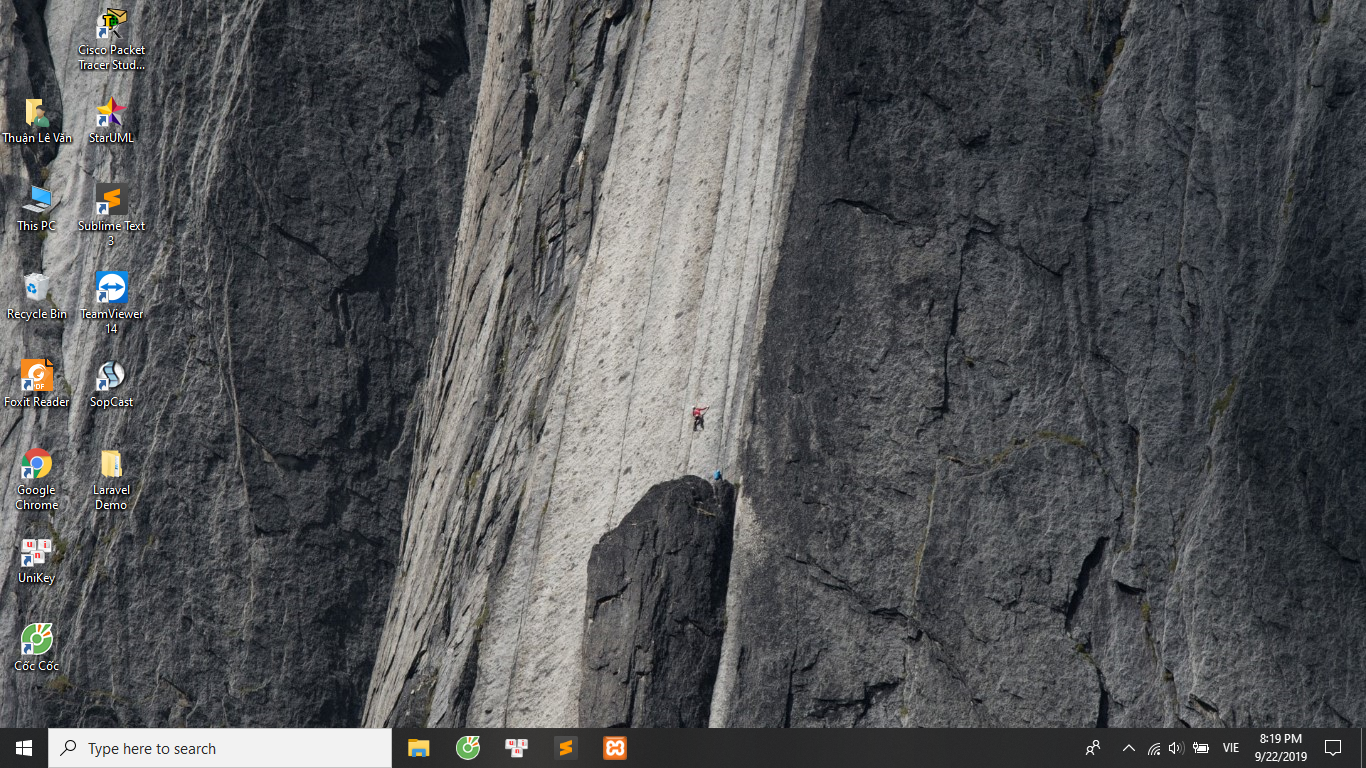 Cisco Packet
Tracer Stud...
Thuân Lê Văn
StarUML
This PC
Sublime Text
3
Recycle Bin
TeamViewer
14
Foxit Reader
SopCast
Google
Chrome
Laravel
Demo
UniKey
Cốc Cốc
Type here to search
VIE
8:19 PM
9/22/2019